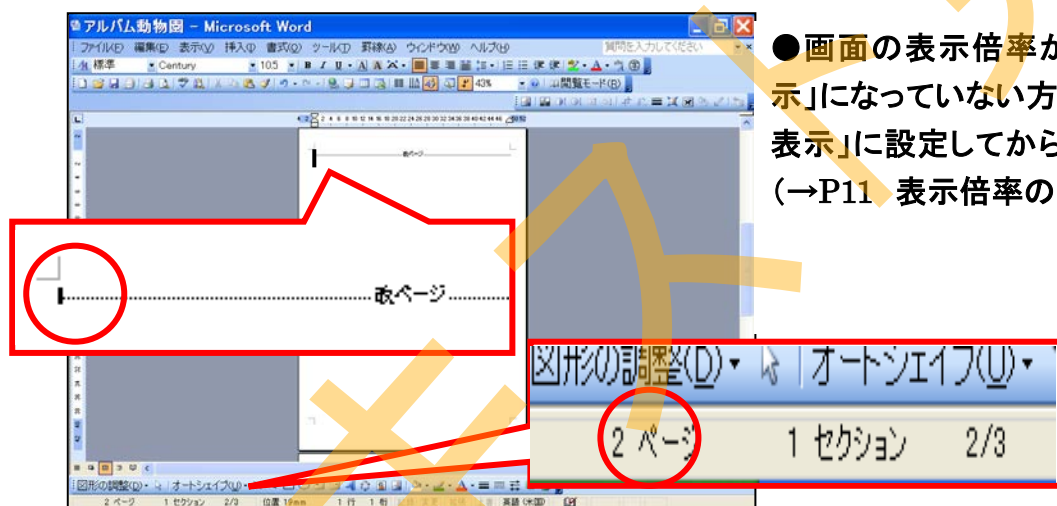 アルバム動物園 - Microsoft Word
ファイル(F) 編集(E) 表示(V) 挿入(I) 書式(O) ツール(T) 罫線(A) ウィンドウ(W) ヘルプ(H) 質問を入力してください
標準 Century 10.5
43% 閲覧モード(R)
改ページ
改ページ
図形の調整(D) オートシェイプ(U)
2 ページ 1 セクション 2/3
図形の調整(D) オートシェイプ(U)
2 ページ 1 セクション 2/3 位置 19mm 1 行 1 桁 英語 (米国)
●画面の表示倍率が
示」になっていない方
表示」に設定してから
(→P11 表示倍率の